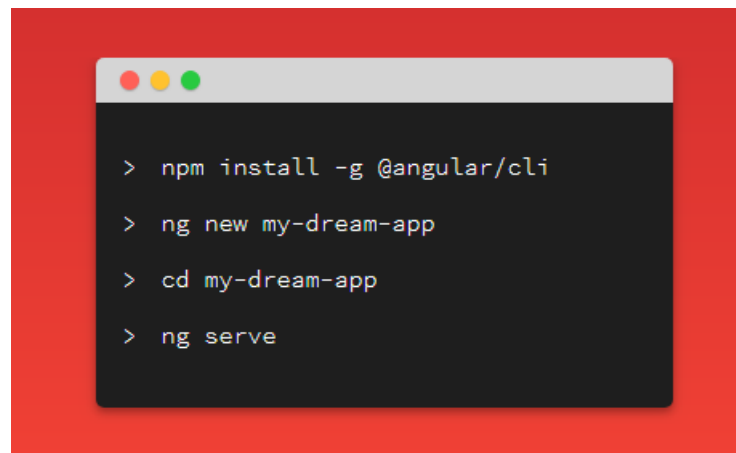 > npm install -g @angular/cli
> ng new my-dream-app
> cd my-dream-app
> ng serve